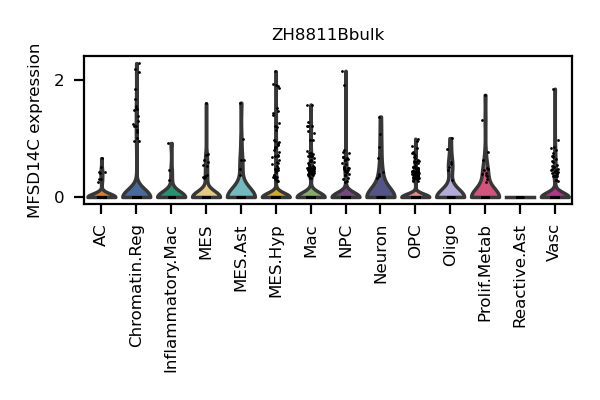 ZH8811Bbulk
MFSD14C expression
2
0
AC
Chromatin.Reg
Inflammatory.Mac
MES
MES.Ast
MES.Hyp
Mac
NPC
Neuron
OPC
Oligo
Prolif.Metab
Reactive.Ast
Vasc